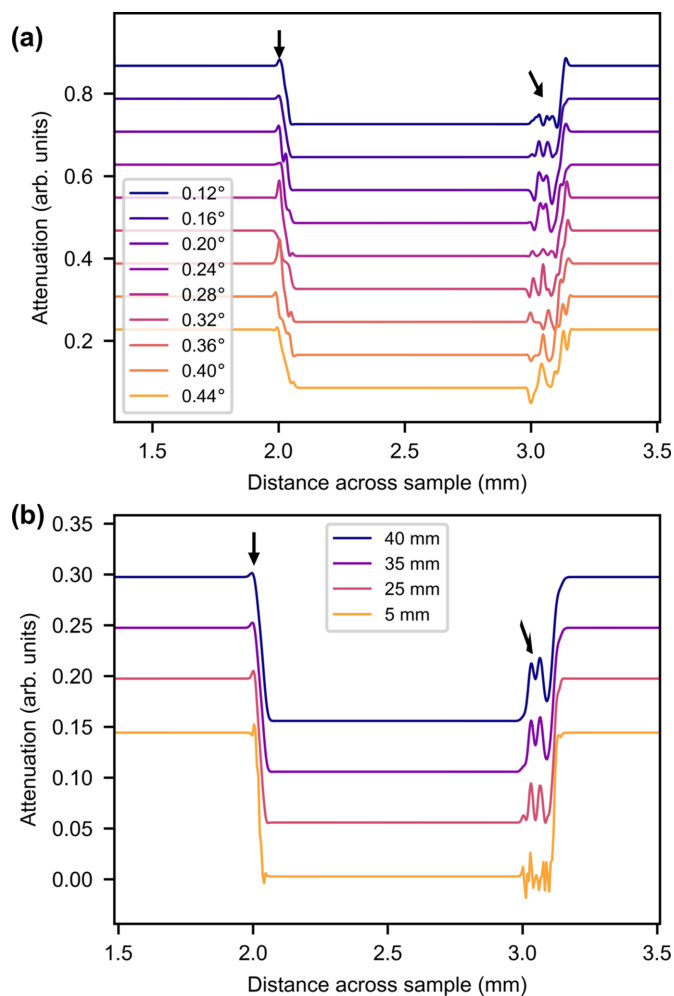 (a)
Attenuation (arb. units)
0.8
0.6
0.4
0.2
0.12°
0.16°
0.20°
0.24°
0.28°
0.32°
0.36°
0.40°
0.44°
1.5 2.0 2.5 3.0 3.5
Distance across sample (mm)
(b)
Attenuation (arb. units)
0.35
0.30
0.25
0.20
0.15
0.10
0.05
0.00
40 mm
35 mm
25 mm
5 mm
1.5 2.0 2.5 3.0 3.5
Distance across sample (mm)